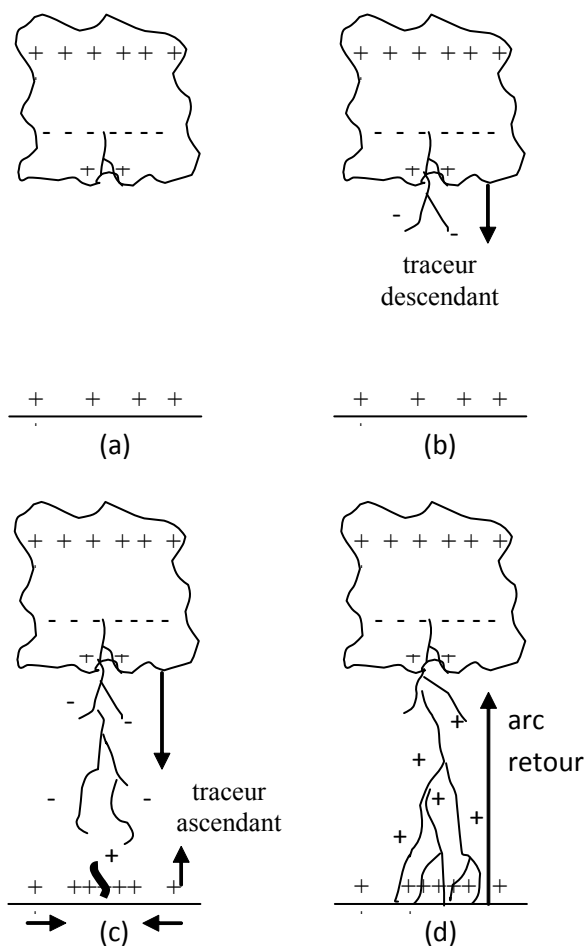 + + + + + +
- - - - - - -
+ +
+ + + + + +
- - - - - - -
+ +
- -
traceur
descendant
+ + + +
(a)
+ + + +
(b)
+ + + + + +
- - - - - - -
+ +
- -
- -
traceur
ascendant
+
+ ++++++ +
(c)
+ + + + + +
- - - - - - -
+ +
+
+
+
+
+
arc
retour
+ ++++++ +
(d)